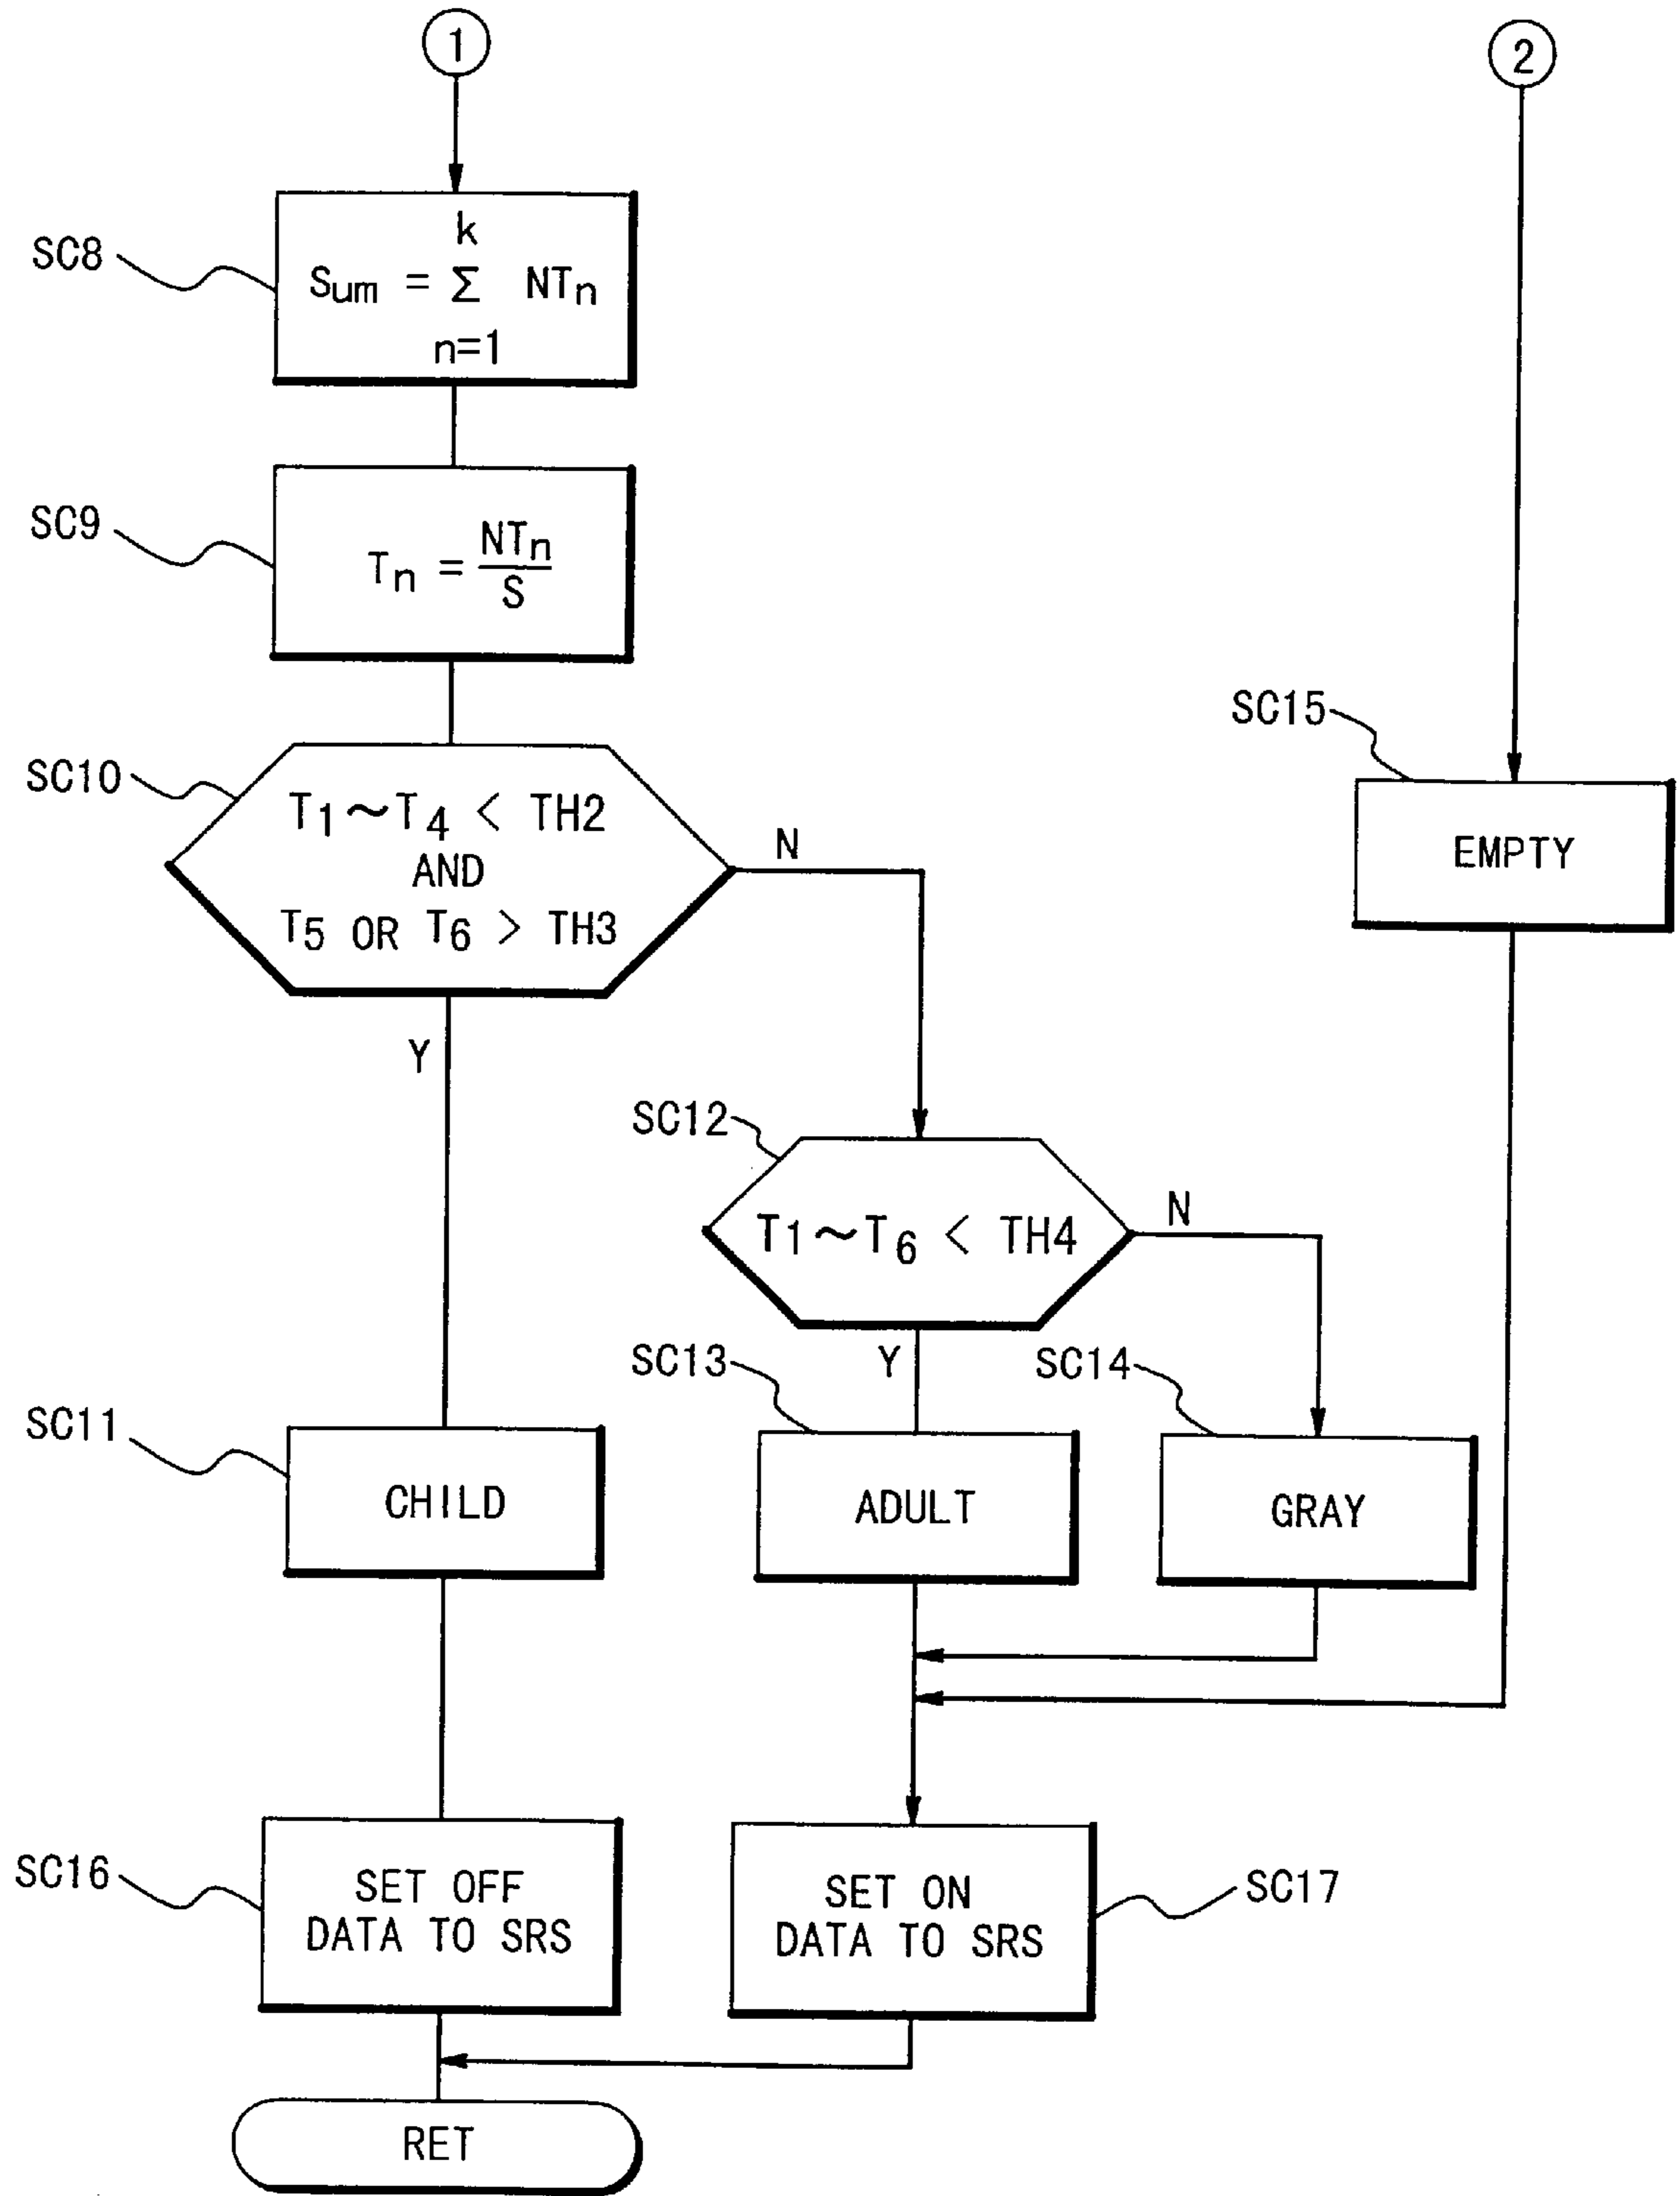 1
2
k
SC8
Sum = Σ NTn
n=1
SC9
Tn = NTn
S
SC15
SC10
T1~T4 < TH2
N
EMPTY
AND
T5 OR T6 > TH3
Y
SC12
N
T1~T6 < TH4
SC13
Y
SC14
SC11
CHILD
ADULT
GRAY
SC16
SET OFF
DATA TO SRS
SET ON
DATA TO SRS
SC17
RET